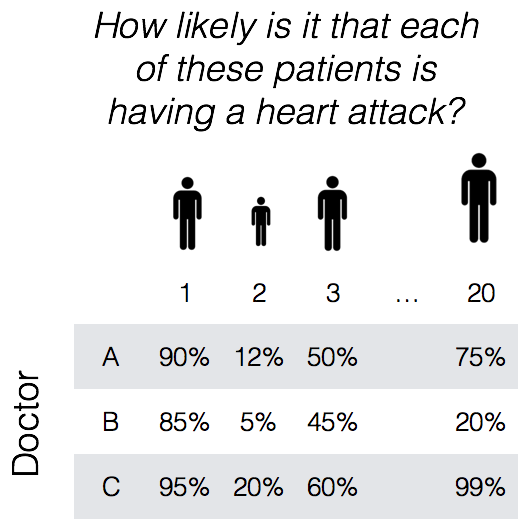 How likely is it that each
of these patients is
having a heart attack?
1 2 3 ... 20
Doctor
A 90% 12% 50% 75%
B 85% 5% 45% 20%
C 95% 20% 60% 99%